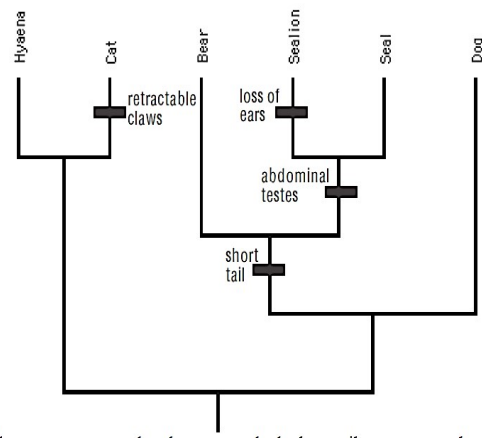 Hyaena
Cat
Bear
Sealion
Seal
Dog
retractable
claws
loss of
ears
abdominal
testes
short
tail